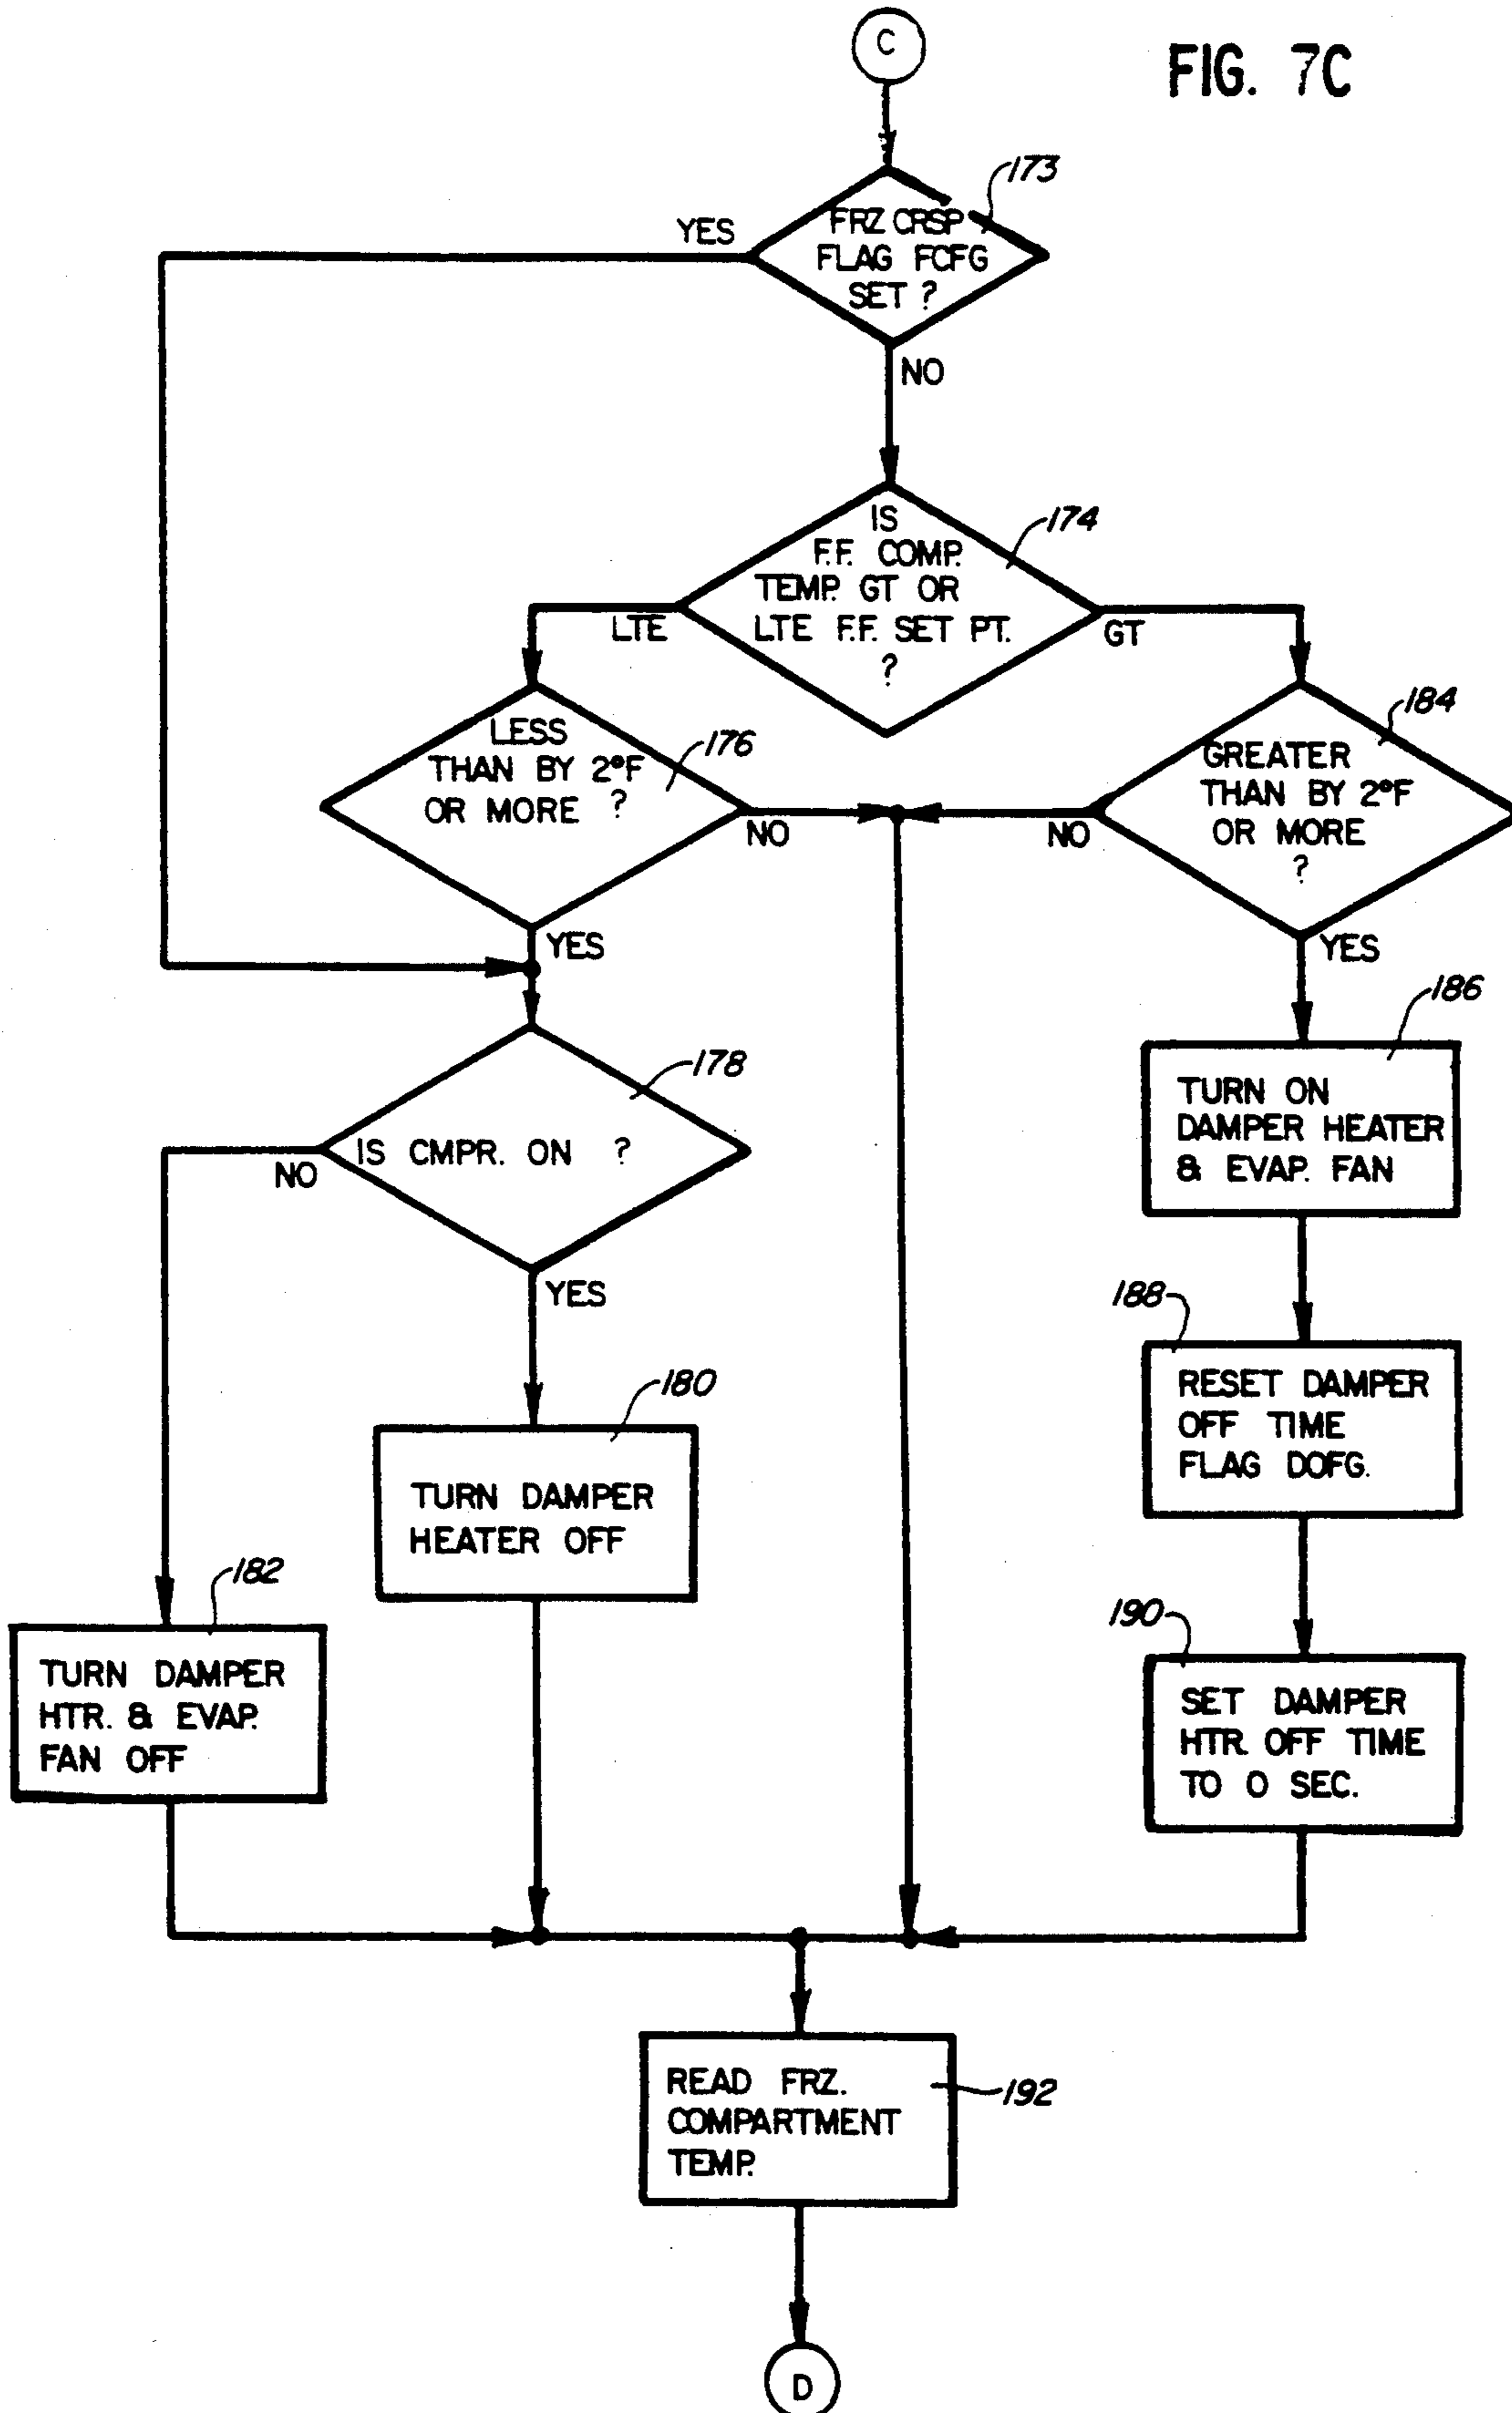 C
FIG. 7C
173
FRZ CRSP
FLAG FCFG
SET ?
YES
NO
174
IS
F.F. COMP.
TEMP. GT OR
LTE F.F. SET PT.
?
LTE
GT
176
LESS
THAN BY 2°F
OR MORE ?
NO
YES
184
GREATER
THAN BY 2°F
OR MORE
?
NO
YES
178
IS CMPR. ON ?
NO
YES
186
TURN ON
DAMPER HEATER
& EVAP. FAN
188
RESET DAMPER
OFF TIME
FLAG DOFG.
180
TURN DAMPER
HEATER OFF
182
TURN DAMPER
HTR. & EVAP.
FAN OFF
190
SET DAMPER
HTR. OFF TIME
TO 0 SEC.
192
READ FRZ.
COMPARTMENT
TEMP.
D